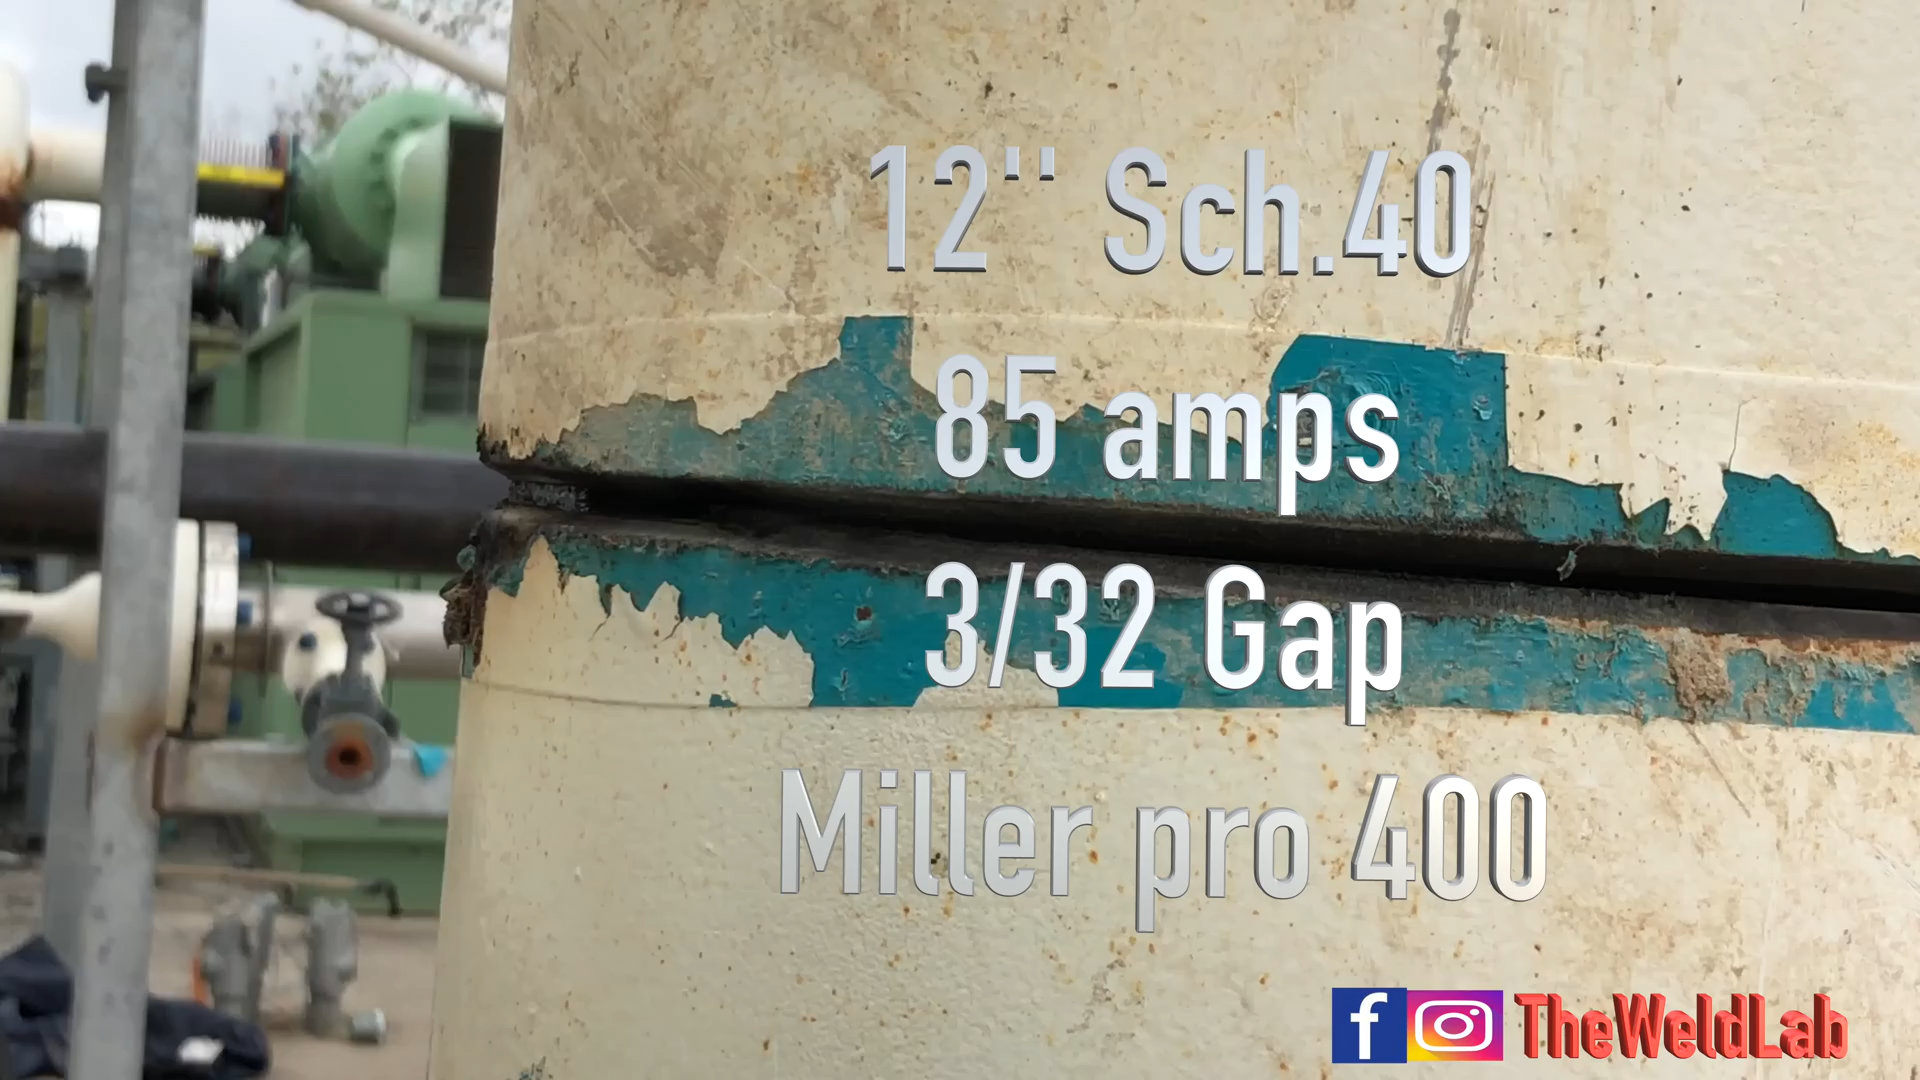 12" Sch.40
85 amps
3/32 Gap
Miller pro 400
f TheWeldLab